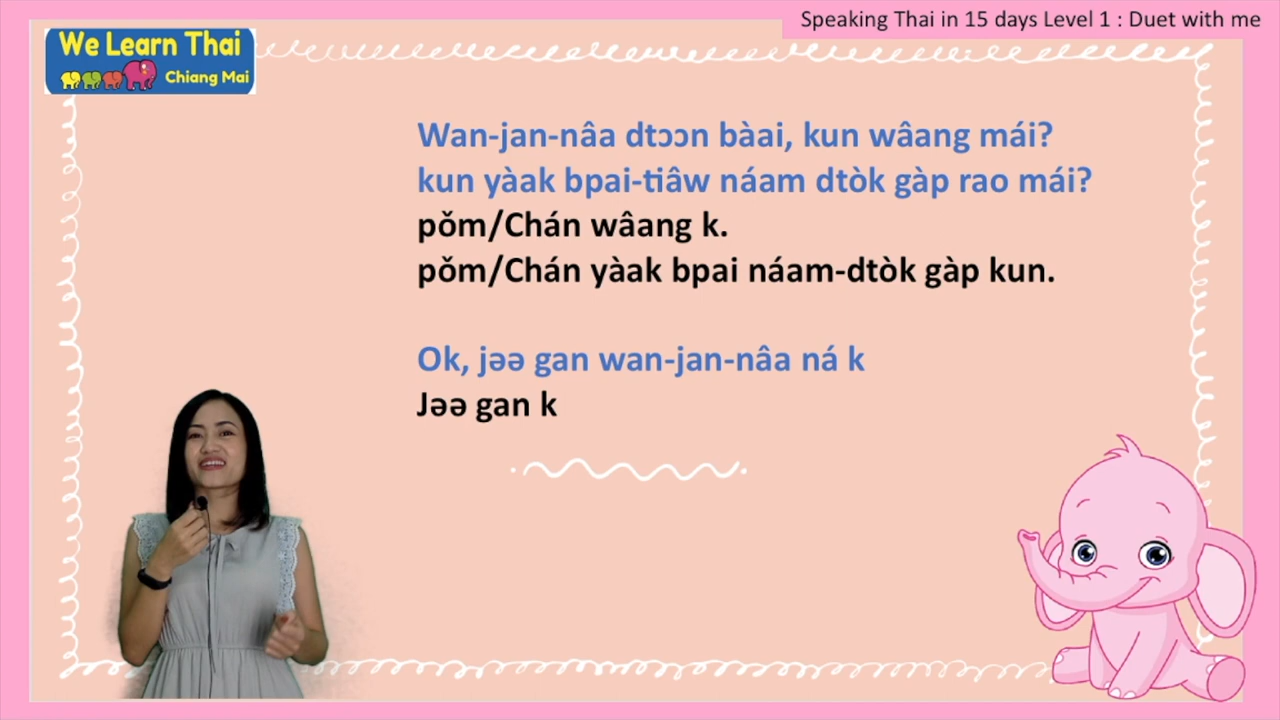 Speaking Thai in 15 days Level 1 : Duet with me
We Learn Thai
Chiang Mai
Wan-jan-nâa dtɔɔn bàai, kun wâang mái?
kun yàak bpai-tiâw náam dtòk gàp rao mái?
pǒm/Chán wâang k.
pǒm/Chán yàak bpai náam-dtòk gàp kun.
Ok, jəə gan wan-jan-nâa ná k
Jəə gan k